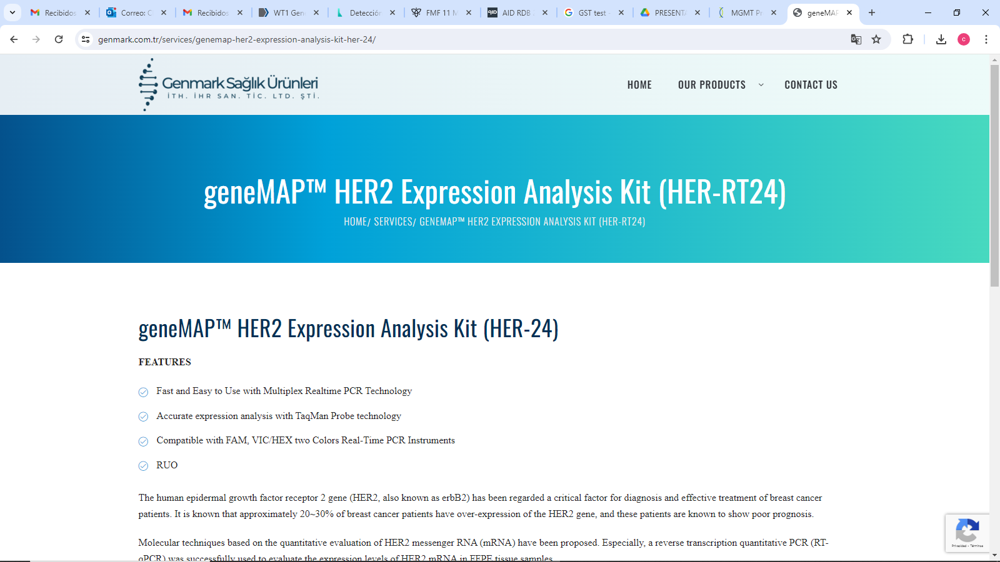 Recibidos
Correo: C
Recibidos
WT1 Gen
Detecció
FMF 11 M
AID RDB
GST test
PRESENTA
MGMT Pr
geneMAP
genmark.com.tr/services/genemap-her2-expression-analysis-kit-her-24/
c
Genmark Sağlık Ürünleri
İTH. İHR SAN. TİC. LTD. ŞTİ.
HOME
OUR PRODUCTS
CONTACT US
geneMAP™ HER2 Expression Analysis Kit (HER-RT24)
HOME/ SERVICES/ GENEMAP™ HER2 EXPRESSION ANALYSIS KIT (HER-RT24)
geneMAP™ HER2 Expression Analysis Kit (HER-24)
FEATURES
Fast and Easy to Use with Multiplex Realtime PCR Technology
Accurate expression analysis with TaqMan Probe technology
Compatible with FAM, VIC/HEX two Colors Real-Time PCR Instruments
RUO
The human epidermal growth factor receptor 2 gene (HER2, also known as erbB2) has been regarded a critical factor for diagnosis and effective treatment of breast cancer
patients. It is known that approximately 20~30% of breast cancer patients have over-expression of the HER2 gene, and these patients are known to show poor prognosis.
Molecular techniques based on the quantitative evaluation of HER2 messenger RNA (mRNA) have been proposed. Especially, a reverse transcription quantitative PCR (RT-
qPCR) was successfully used to evaluate the expression levels of HER2 mRNA in FFPE tissue samples.
Privacidad - Términos